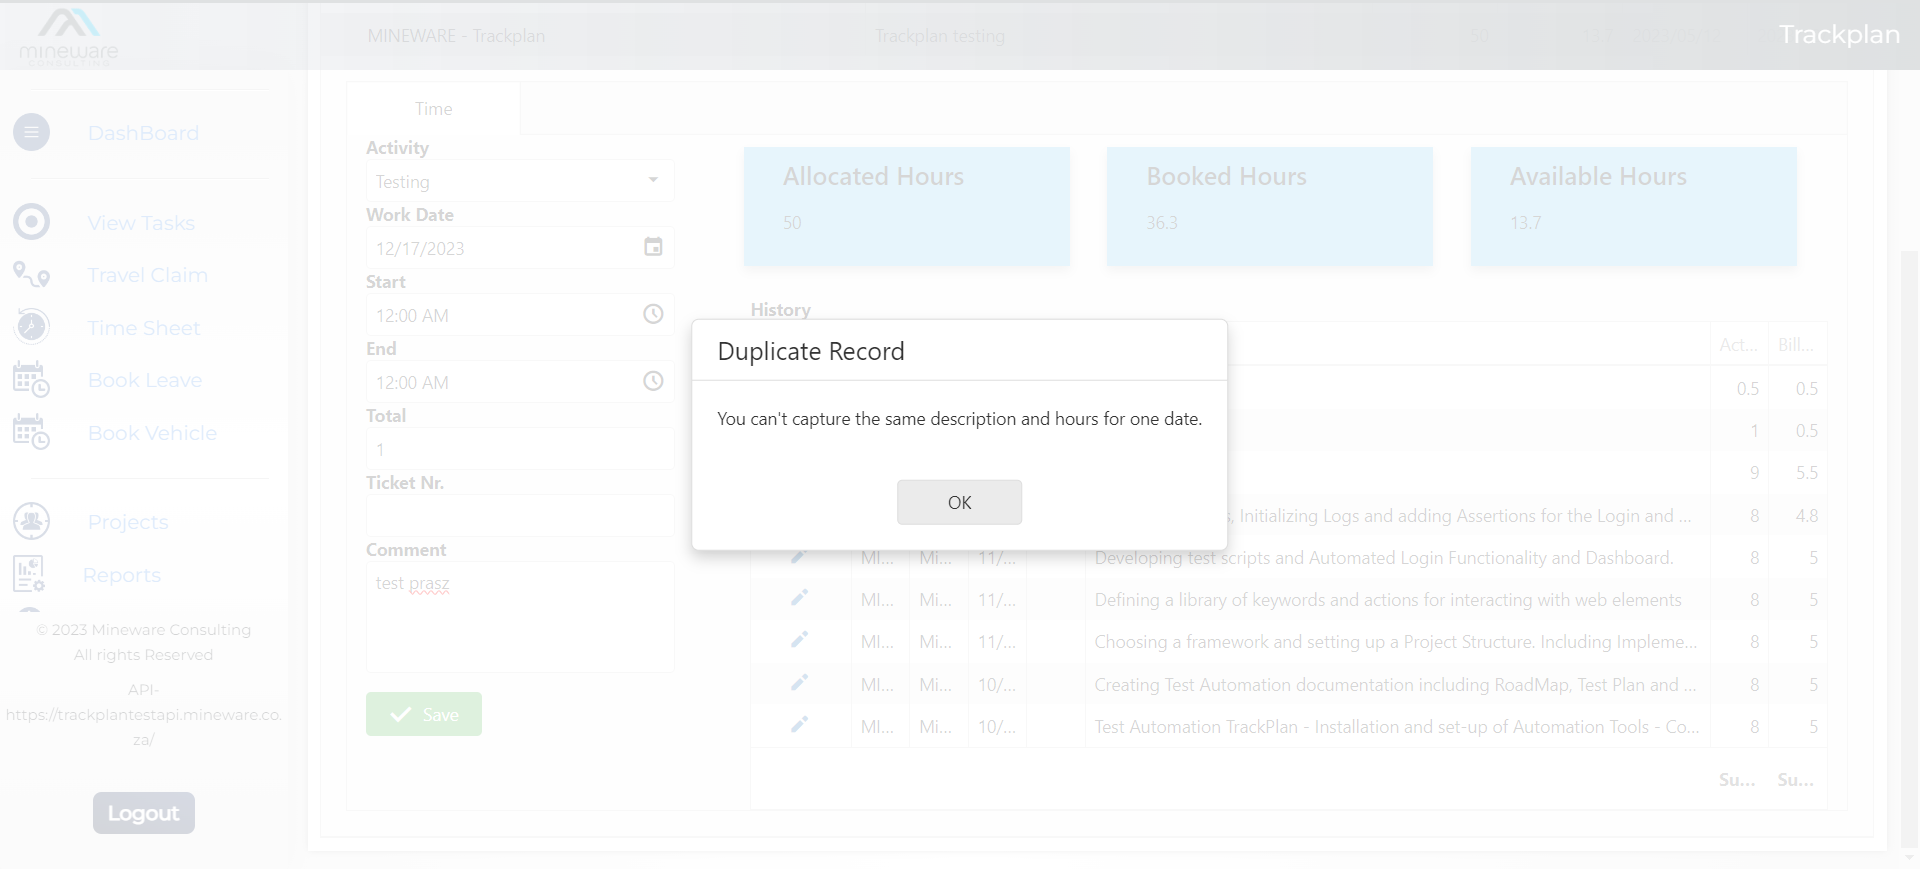 mineware
CONSULTING
MINEWARE - Trackplan
Trackplan testing
50
13.7
2023/05/12
Trackplan
DashBoard
View Tasks
Travel Claim
Time Sheet
Book Leave
Book Vehicle
Projects
Reports
© 2023 Mineware Consulting
All rights Reserved
API-
https://trackplantestapi.mineware.co.
za/
Logout
Time
Activity
Testing
Work Date
12/17/2023
Start
12:00 AM
End
12:00 AM
Total
1
Ticket Nr.
Comment
test prasz
Save
Allocated Hours
50
Booked Hours
36.3
Available Hours
13.7
History
Act... Bill...
0.5 0.5
1 0.5
9 5.5
, Initializing Logs and adding Assertions for the Login and ... 8 4.8
MI... Mi... 11/... Developing test scripts and Automated Login Functionality and Dashboard. 8 5
MI... Mi... 11/... Defining a library of keywords and actions for interacting with web elements 8 5
MI... Mi... 11/... Choosing a framework and setting up a Project Structure. Including Impleme... 8 5
MI... Mi... 10/... Creating Test Automation documentation including RoadMap, Test Plan and ... 8 5
MI... Mi... 10/... Test Automation TrackPlan - Installation and set-up of Automation Tools - Co... 8 5
Su... Su...
Duplicate Record
You can't capture the same description and hours for one date.
OK